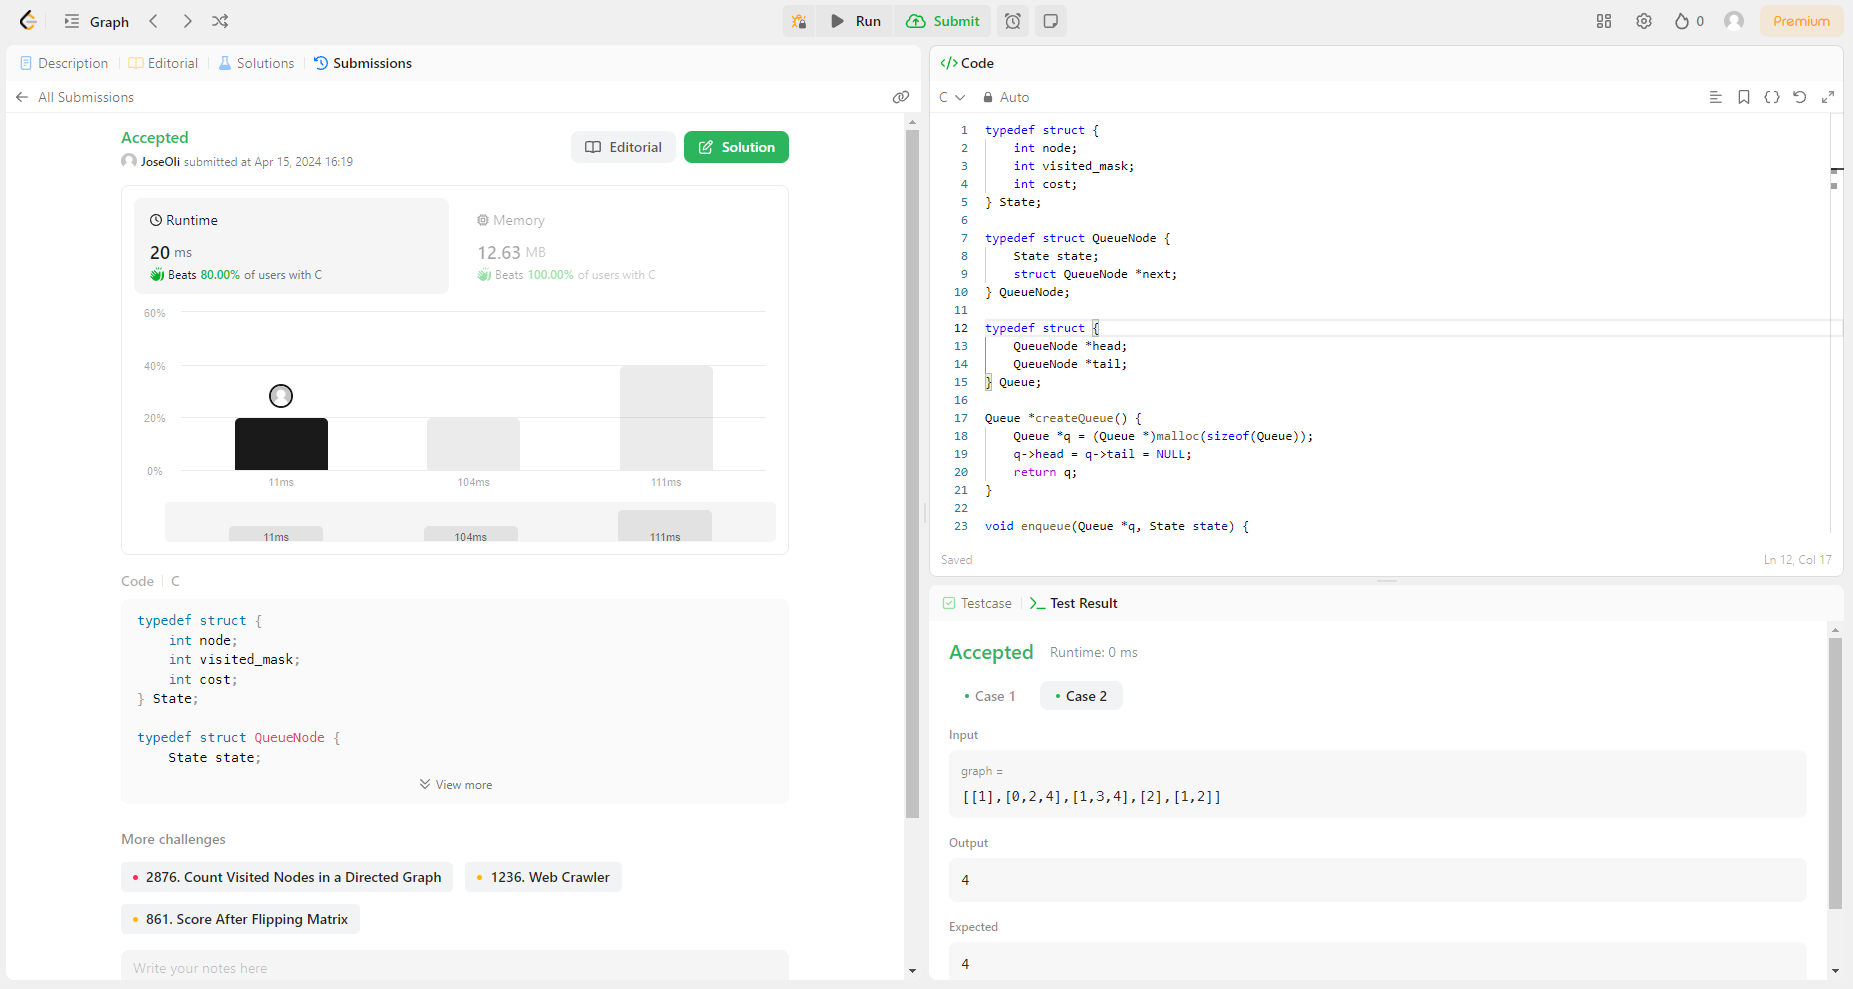 Graph
Run
Submit
0
Premium
Description
Editorial
Solutions
Submissions
All Submissions
Accepted
JoseOli submitted at Apr 15, 2024 16:19
Editorial
Solution
Runtime
20 ms
Beats 80.00% of users with C
Memory
12.63 MB
Beats 100.00% of users with C
60%
40%
20%
0%
11ms
104ms
111ms
11ms
104ms
111ms
Code
C
typedef struct {
    int node;
    int visited_mask;
    int cost;
} State;
typedef struct QueueNode {
    State state;
View more
More challenges
2876. Count Visited Nodes in a Directed Graph
1236. Web Crawler
861. Score After Flipping Matrix
Write your notes here
</> Code
C
Auto
1 typedef struct {
2     int node;
3     int visited_mask;
4     int cost;
5 } State;
6
7 typedef struct QueueNode {
8     State state;
9     struct QueueNode *next;
10 } QueueNode;
11
12 typedef struct {
13     QueueNode *head;
14     QueueNode *tail;
15 } Queue;
16
17 Queue *createQueue() {
18     Queue *q = (Queue *)malloc(sizeof(Queue));
19     q->head = q->tail = NULL;
20     return q;
21 }
22
23 void enqueue(Queue *q, State state) {
Saved
Ln 12, Col 17
Testcase
Test Result
Accepted
Runtime: 0 ms
Case 1
Case 2
Input
graph =
[[1],[0,2,4],[1,3,4],[2],[1,2]]
Output
4
Expected
4